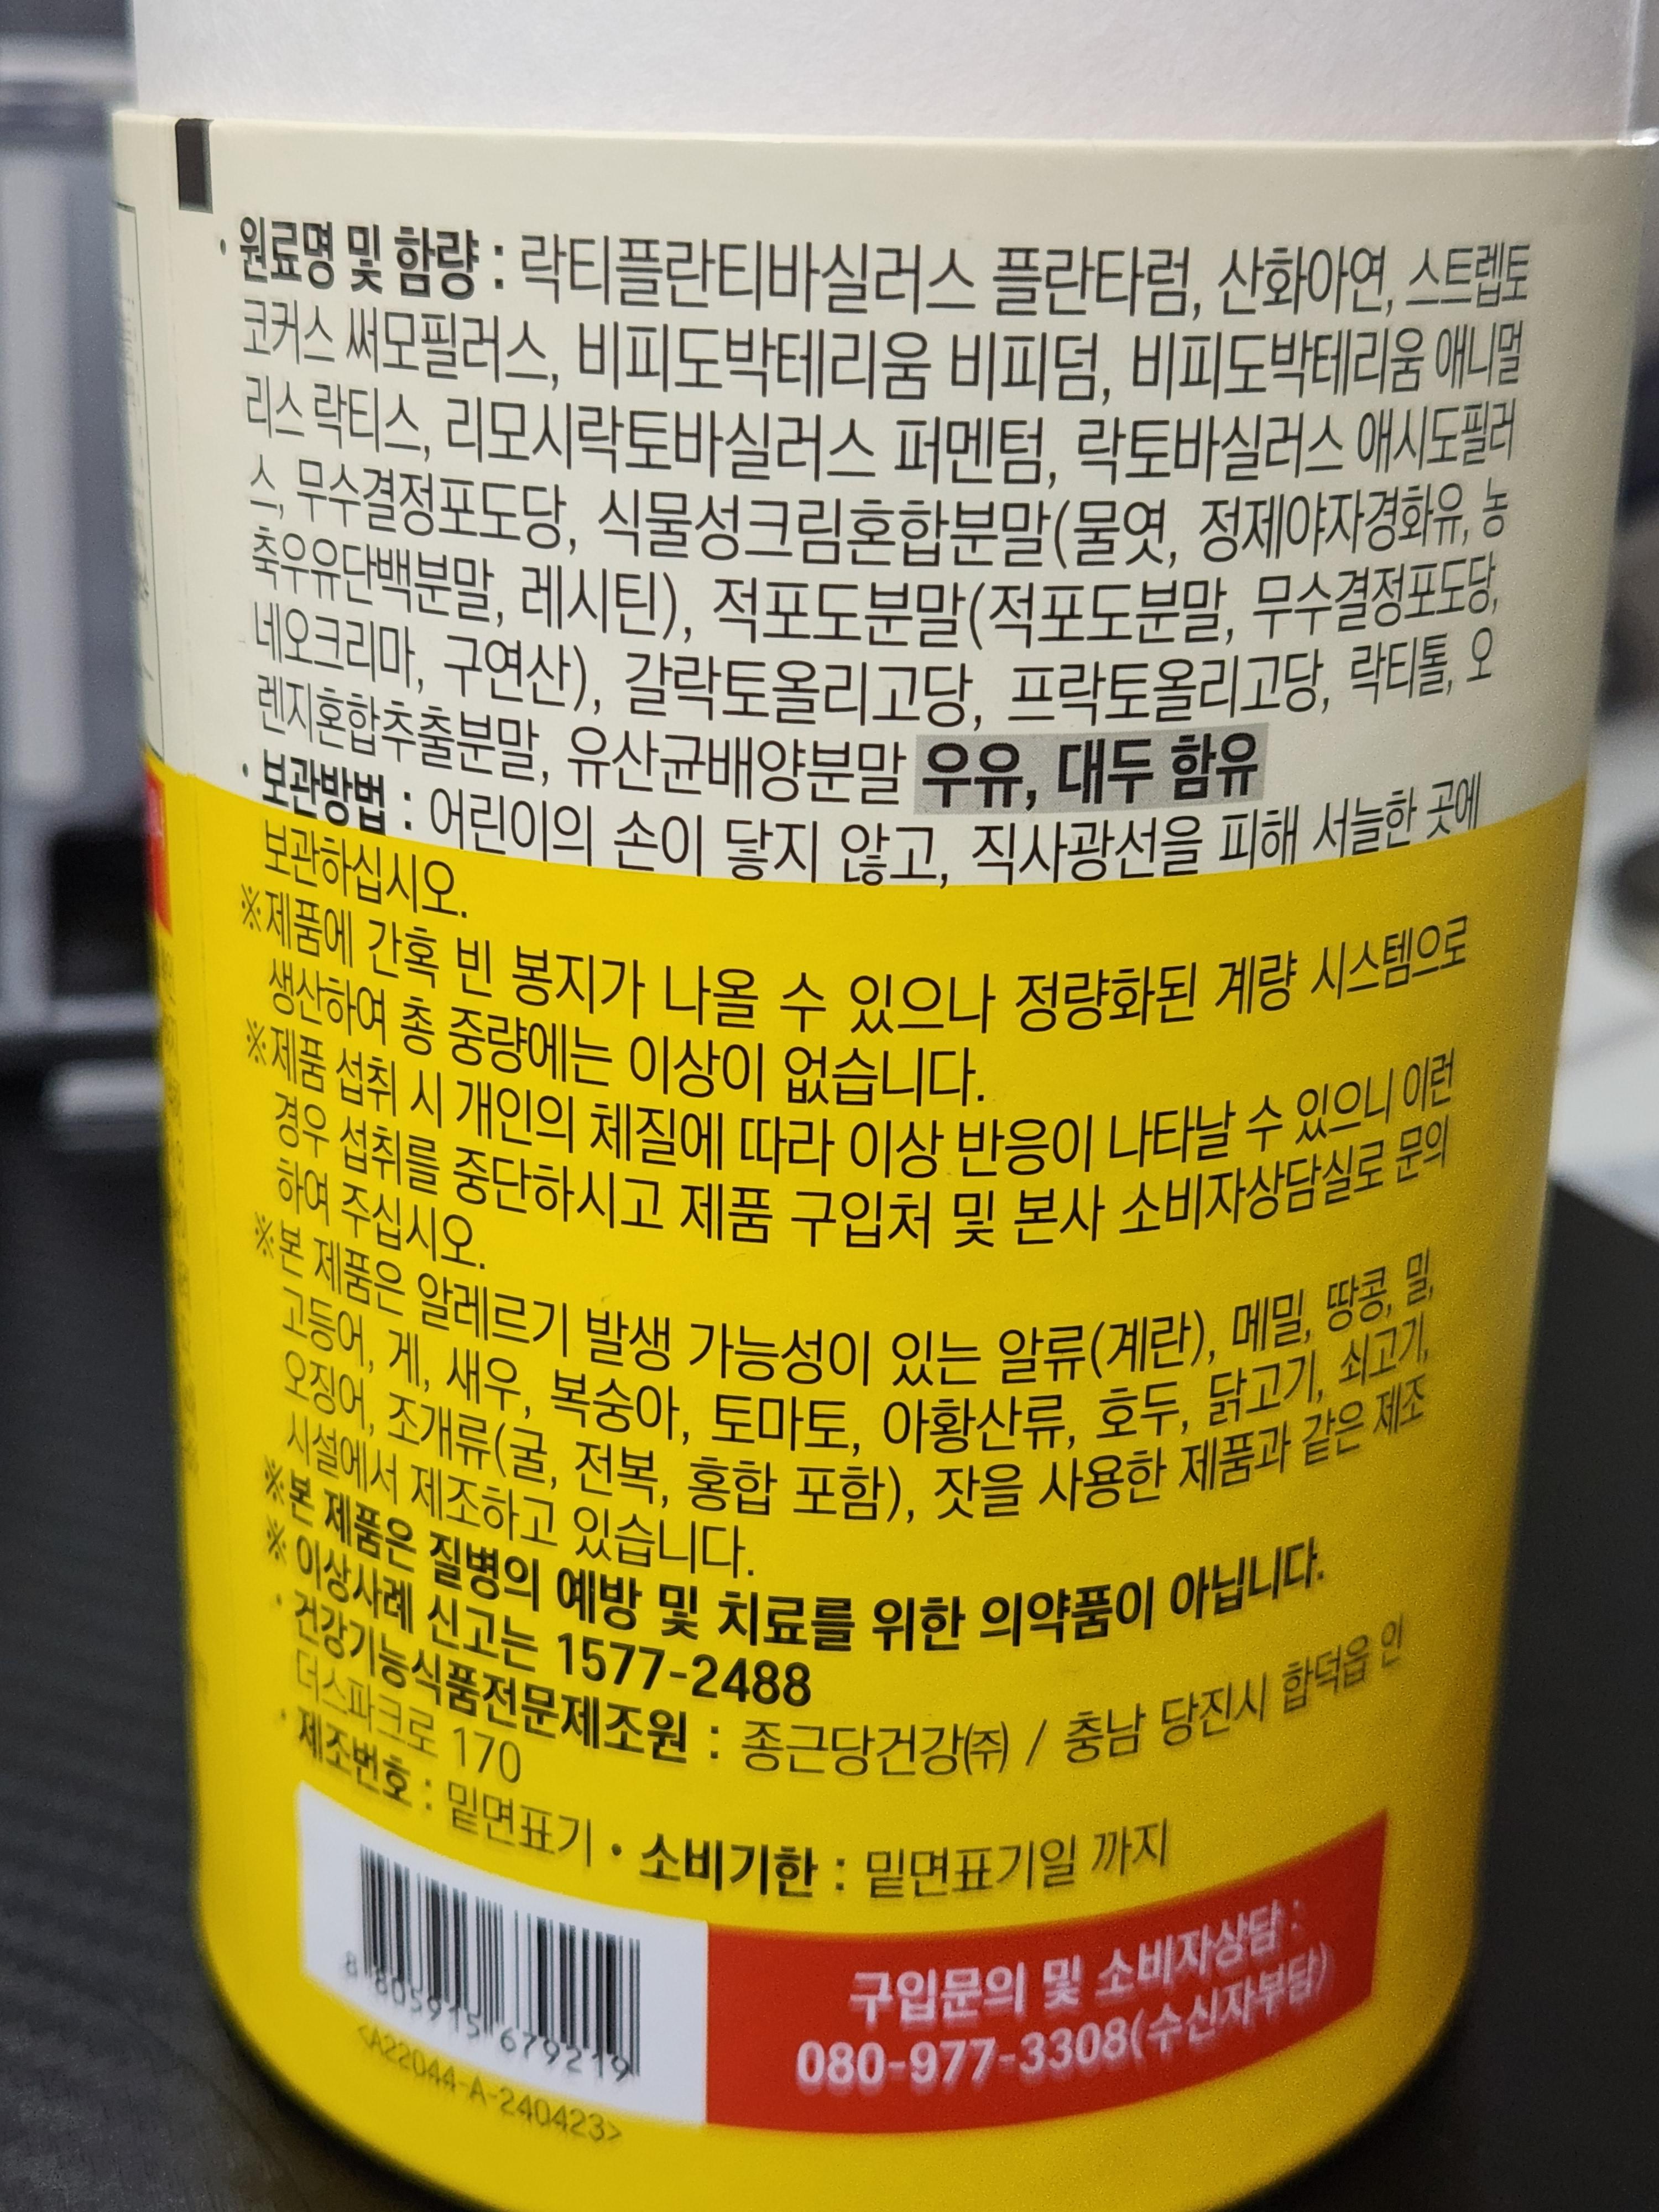 · 원료명 및 함량 : 락티플란티바실러스 플란타럼, 산화아연, 스트렙토
코커스 써모필러스, 비피도박테리움 비피덤, 비피도박테리움 애니멀
리스 락티스, 리모시락토바실러스 퍼멘텀, 락토바실러스 애시도필러
스, 무수결정포도당, 식물성크림혼합분말(물엿, 정제야자경화유, 농
축우유단백분말, 레시틴), 적포도분말(적포도분말, 무수결정포도당,
네오크리마, 구연산), 갈락토올리고당, 프락토올리고당, 락티톨, 오
렌지혼합추출분말, 유산균배양분말 우유, 대두 함유
· 보관방법 : 어린이의 손이 닿지 않고, 직사광선을 피해 서늘한 곳에
보관하십시오.
※제품에 간혹 빈 봉지가 나올 수 있으나 정량화된 계량 시스템으로
생산하여 총 중량에는 이상이 없습니다.
※제품 섭취 시 개인의 체질에 따라 이상 반응이 나타날 수 있으니 이런
경우 섭취를 중단하시고 제품 구입처 및 본사 소비자상담실로 문의
하여 주십시오.
※본 제품은 알레르기 발생 가능성이 있는 알류(계란), 메밀, 땅콩, 밀,
고등어, 게, 새우, 복숭아, 토마토, 아황산류, 호두, 닭고기, 쇠고기,
오징어, 조개류(굴, 전복, 홍합 포함), 잣을 사용한 제품과 같은 제조
시설에서 제조하고 있습니다.
※본 제품은 질병의 예방 및 치료를 위한 의약품이 아닙니다.
※ 이상사례 신고는 1577-2488
· 건강기능식품전문제조원 : 종근당건강㈜ / 충남 당진시 합덕읍 인
더스파크로 170
· 제조번호 : 밑면표기 · 소비기한 : 밑면표기일 까지
8 805915 679219
<A22044-A-240423>
구입문의 및 소비자상담 :
080-977-3308(수신자부담)